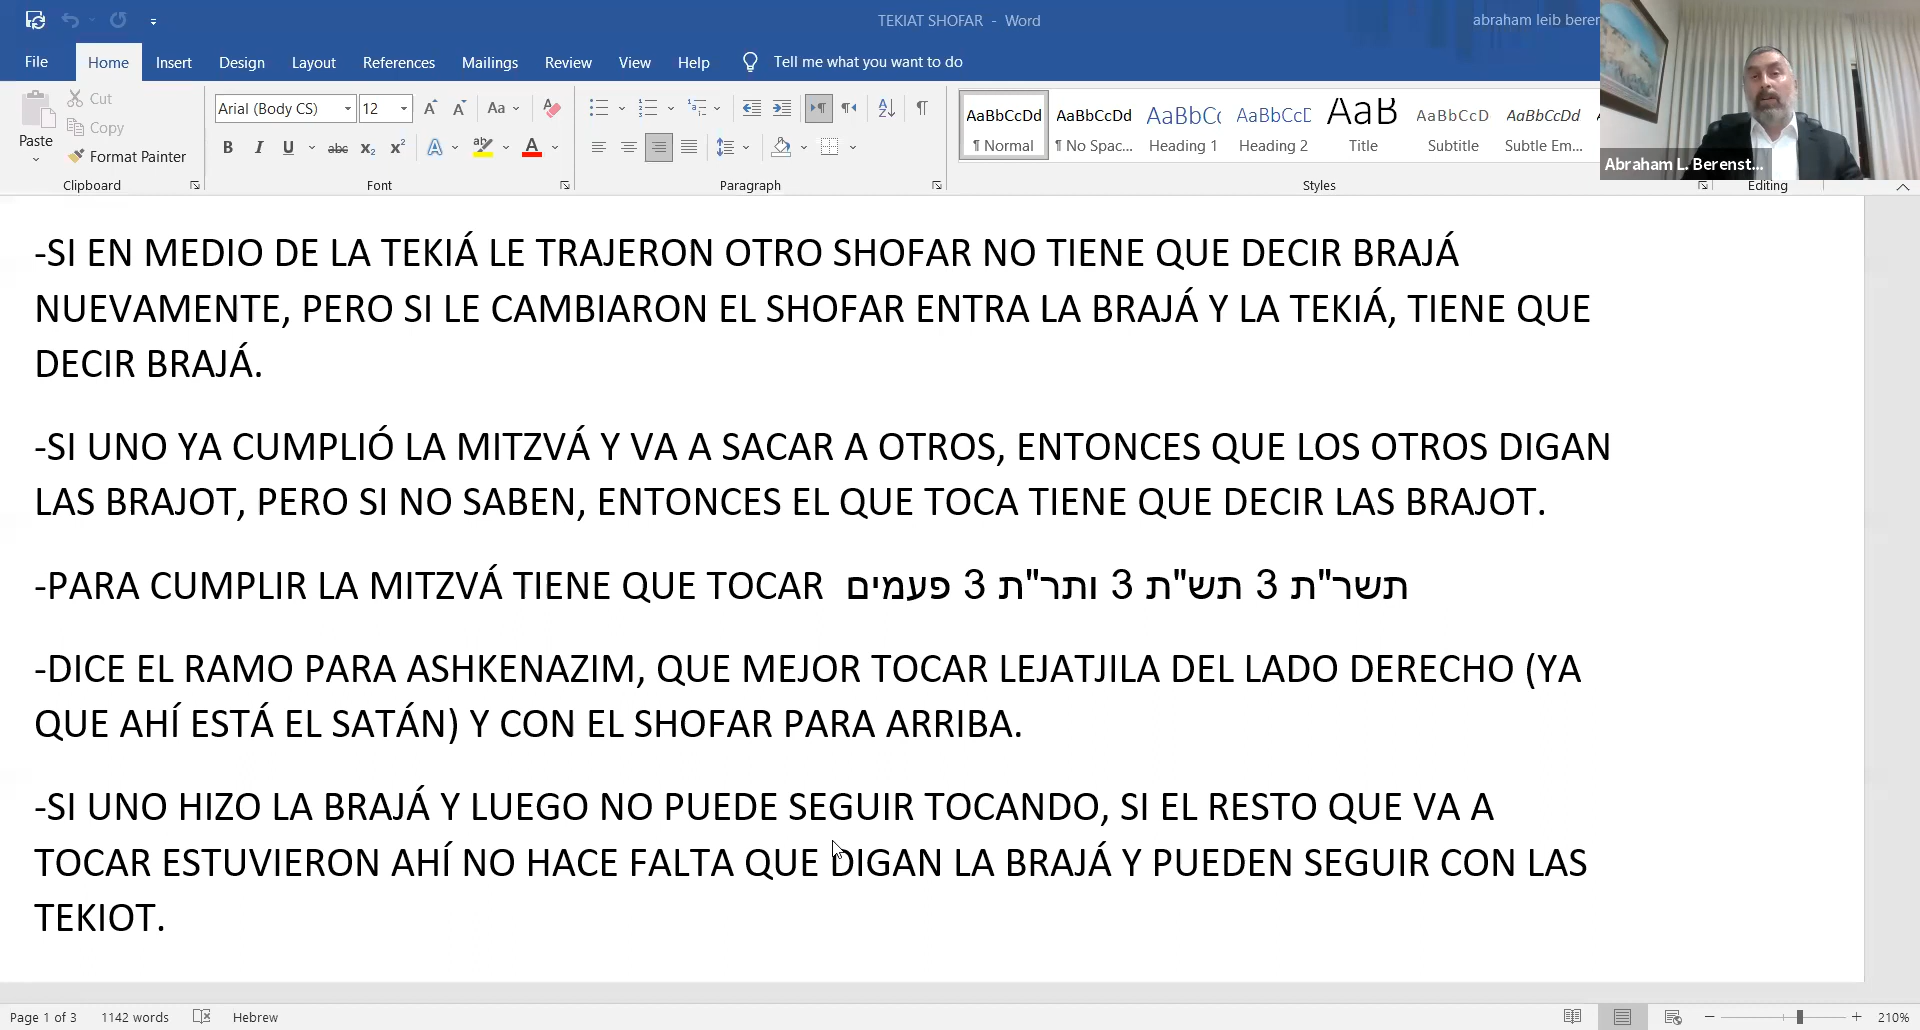 TEKIAT SHOFAR - Word
abraham leib beren
File Home Insert Design Layout References Mailings Review View Help Tell me what you want to do
Paste
Cut
Copy
Format Painter
Clipboard
Arial (Body CS) 12
Font
Paragraph
AaBbCcDd AaBbCcDd AaBbCc AaBbCcD AaB AaBbCcD AaBbCcDd
¶ Normal ¶ No Spac... Heading 1 Heading 2 Title Subtitle Subtle Em...
Styles
Editing
Abraham L. Berenst...
-SI EN MEDIO DE LA TEKIÁ LE TRAJERON OTRO SHOFAR NO TIENE QUE DECIR BRAJÁ
NUEVAMENTE, PERO SI LE CAMBIARON EL SHOFAR ENTRA LA BRAJÁ Y LA TEKIÁ, TIENE QUE
DECIR BRAJÁ.
-SI UNO YA CUMPLIÓ LA MITZVÁ Y VA A SACAR A OTROS, ENTONCES QUE LOS OTROS DIGAN
LAS BRAJOT, PERO SI NO SABEN, ENTONCES EL QUE TOCA TIENE QUE DECIR LAS BRAJOT.
-PARA CUMPLIR LA MITZVÁ TIENE QUE TOCAR תשר"ת 3 תש"ת 3 ותר"ת 3 פעמים
-DICE EL RAMO PARA ASHKENAZIM, QUE MEJOR TOCAR LEJATJILA DEL LADO DERECHO (YA
QUE AHÍ ESTÁ EL SATÁN) Y CON EL SHOFAR PARA ARRIBA.
-SI UNO HIZO LA BRAJÁ Y LUEGO NO PUEDE SEGUIR TOCANDO, SI EL RESTO QUE VA A
TOCAR ESTUVIERON AHÍ NO HACE FALTA QUE DIGAN LA BRAJÁ Y PUEDEN SEGUIR CON LAS
TEKIOT.
Page 1 of 3 1142 words Hebrew 210%